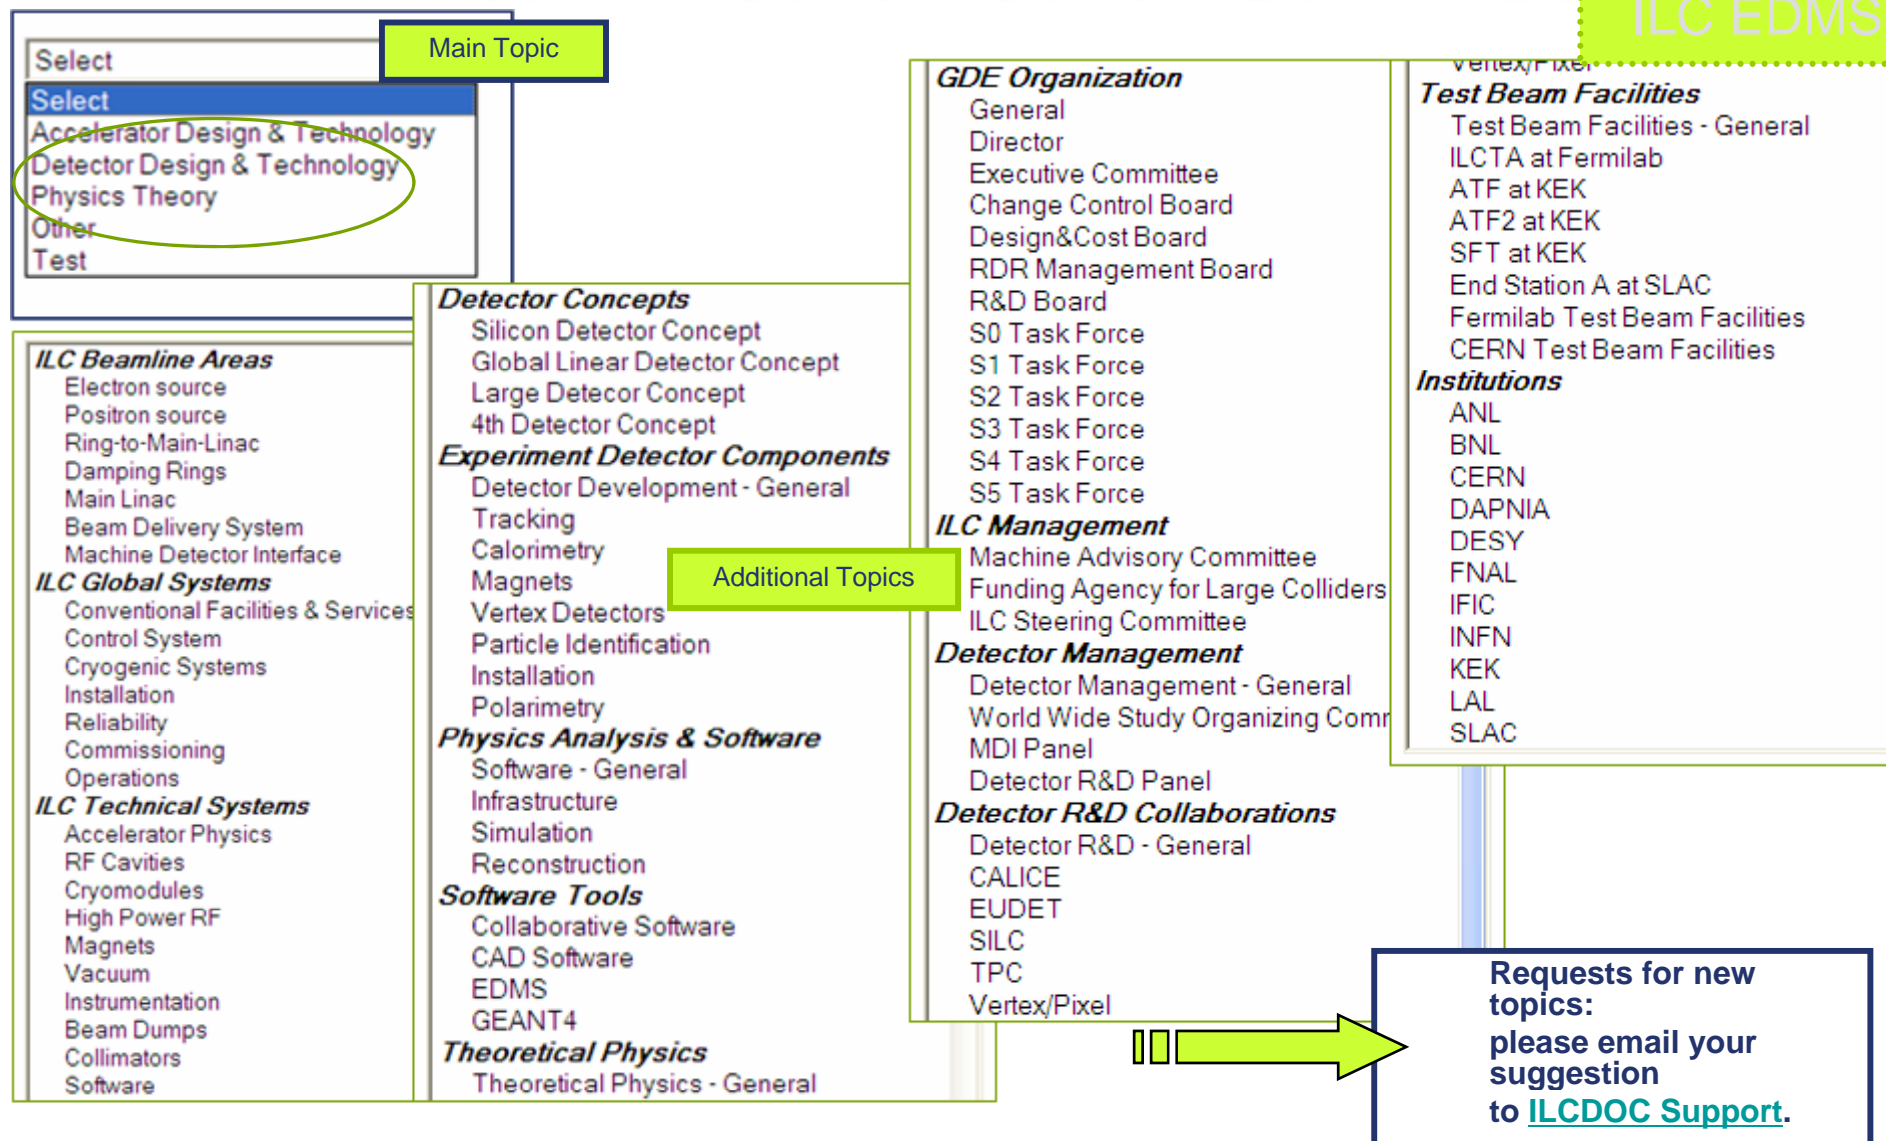 ILC EDMS
Main Topic
Select
Select
Accelerator Design & Technology
Detector Design & Technology
Physics Theory
Other
Test
ILC Beamline Areas
Electron source
Positron source
Ring-to-Main-Linac
Damping Rings
Main Linac
Beam Delivery System
Machine Detector Interface
ILC Global Systems
Conventional Facilities & Services
Control System
Cryogenic Systems
Installation
Reliability
Commissioning
Operations
ILC Technical Systems
Accelerator Physics
RF Cavities
Cryomodules
High Power RF
Magnets
Vacuum
Instrumentation
Beam Dumps
Collimators
Software
Detector Concepts
Silicon Detector Concept
Global Linear Detector Concept
Large Detecor Concept
4th Detector Concept
Experiment Detector Components
Detector Development - General
Tracking
Calorimetry
Magnets
Vertex Detectors
Particle Identification
Installation
Polarimetry
Physics Analysis & Software
Software - General
Infrastructure
Simulation
Reconstruction
Software Tools
Collaborative Software
CAD Software
EDMS
GEANT4
Theoretical Physics
Theoretical Physics - General
Additional Topics
GDE Organization
General
Director
Executive Committee
Change Control Board
Design&Cost Board
RDR Management Board
R&D Board
S0 Task Force
S1 Task Force
S2 Task Force
S3 Task Force
S4 Task Force
S5 Task Force
ILC Management
Machine Advisory Committee
Funding Agency for Large Colliders
ILC Steering Committee
Detector Management
Detector Management - General
World Wide Study Organizing Comr
MDI Panel
Detector R&D Panel
Detector R&D Collaborations
Detector R&D - General
CALICE
EUDET
SILC
TPC
Vertex/Pixel
Vertex/Pixel
Test Beam Facilities
Test Beam Facilities - General
ILCTA at Fermilab
ATF at KEK
ATF2 at KEK
SFT at KEK
End Station A at SLAC
Fermilab Test Beam Facilities
CERN Test Beam Facilities
Institutions
ANL
BNL
CERN
DAPNIA
DESY
FNAL
IFIC
INFN
KEK
LAL
SLAC
Requests for new
topics:
please email your
suggestion
to ILCDOC Support.